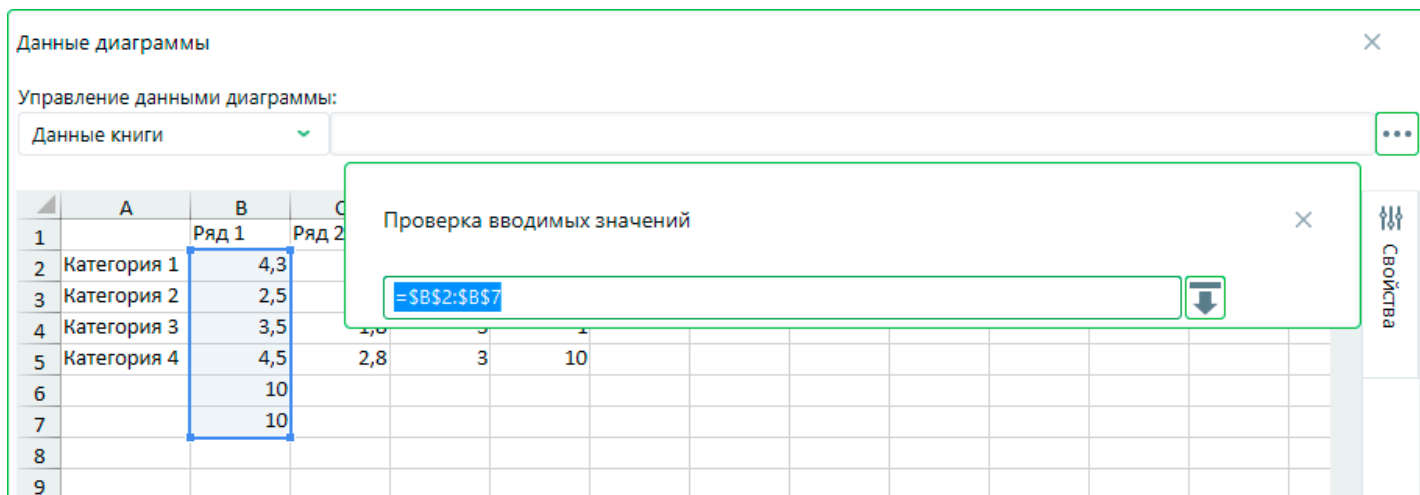 Данные диаграммы
Управление данными диаграммы:
Данные книги
A B
1 Ряд 1 Ряд 2
Проверка вводимых значений
2 Категория 1 4,3
3 Категория 2 2,5
=$B$2:$B$7
4 Категория 3 3,5
5 Категория 4 4,5 2,8 3 10
6 10
7 10
8
9
Свойства